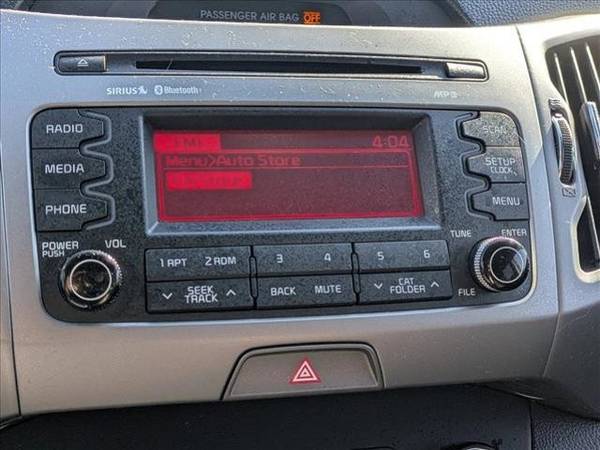 PASSENGER AIR BAG OFF
SIRIUS Bluetooth MP3
RADIO
MEDIA
PHONE
FM1 4:04
Menu>Auto Store
SCAN
SETUP
CLOCK
MENU
POWER
PUSH
VOL
TUNE
ENTER
FILE
1 RPT 2 RDM 3 4 5 6
SEEK
TRACK
BACK MUTE
CAT
FOLDER